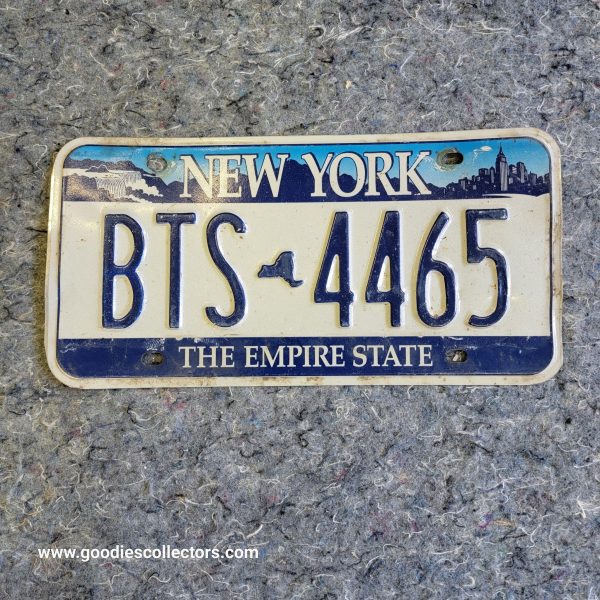 NEW YORK
BTS 4465
THE EMPIRE STATE
www.goodiescollectors.com